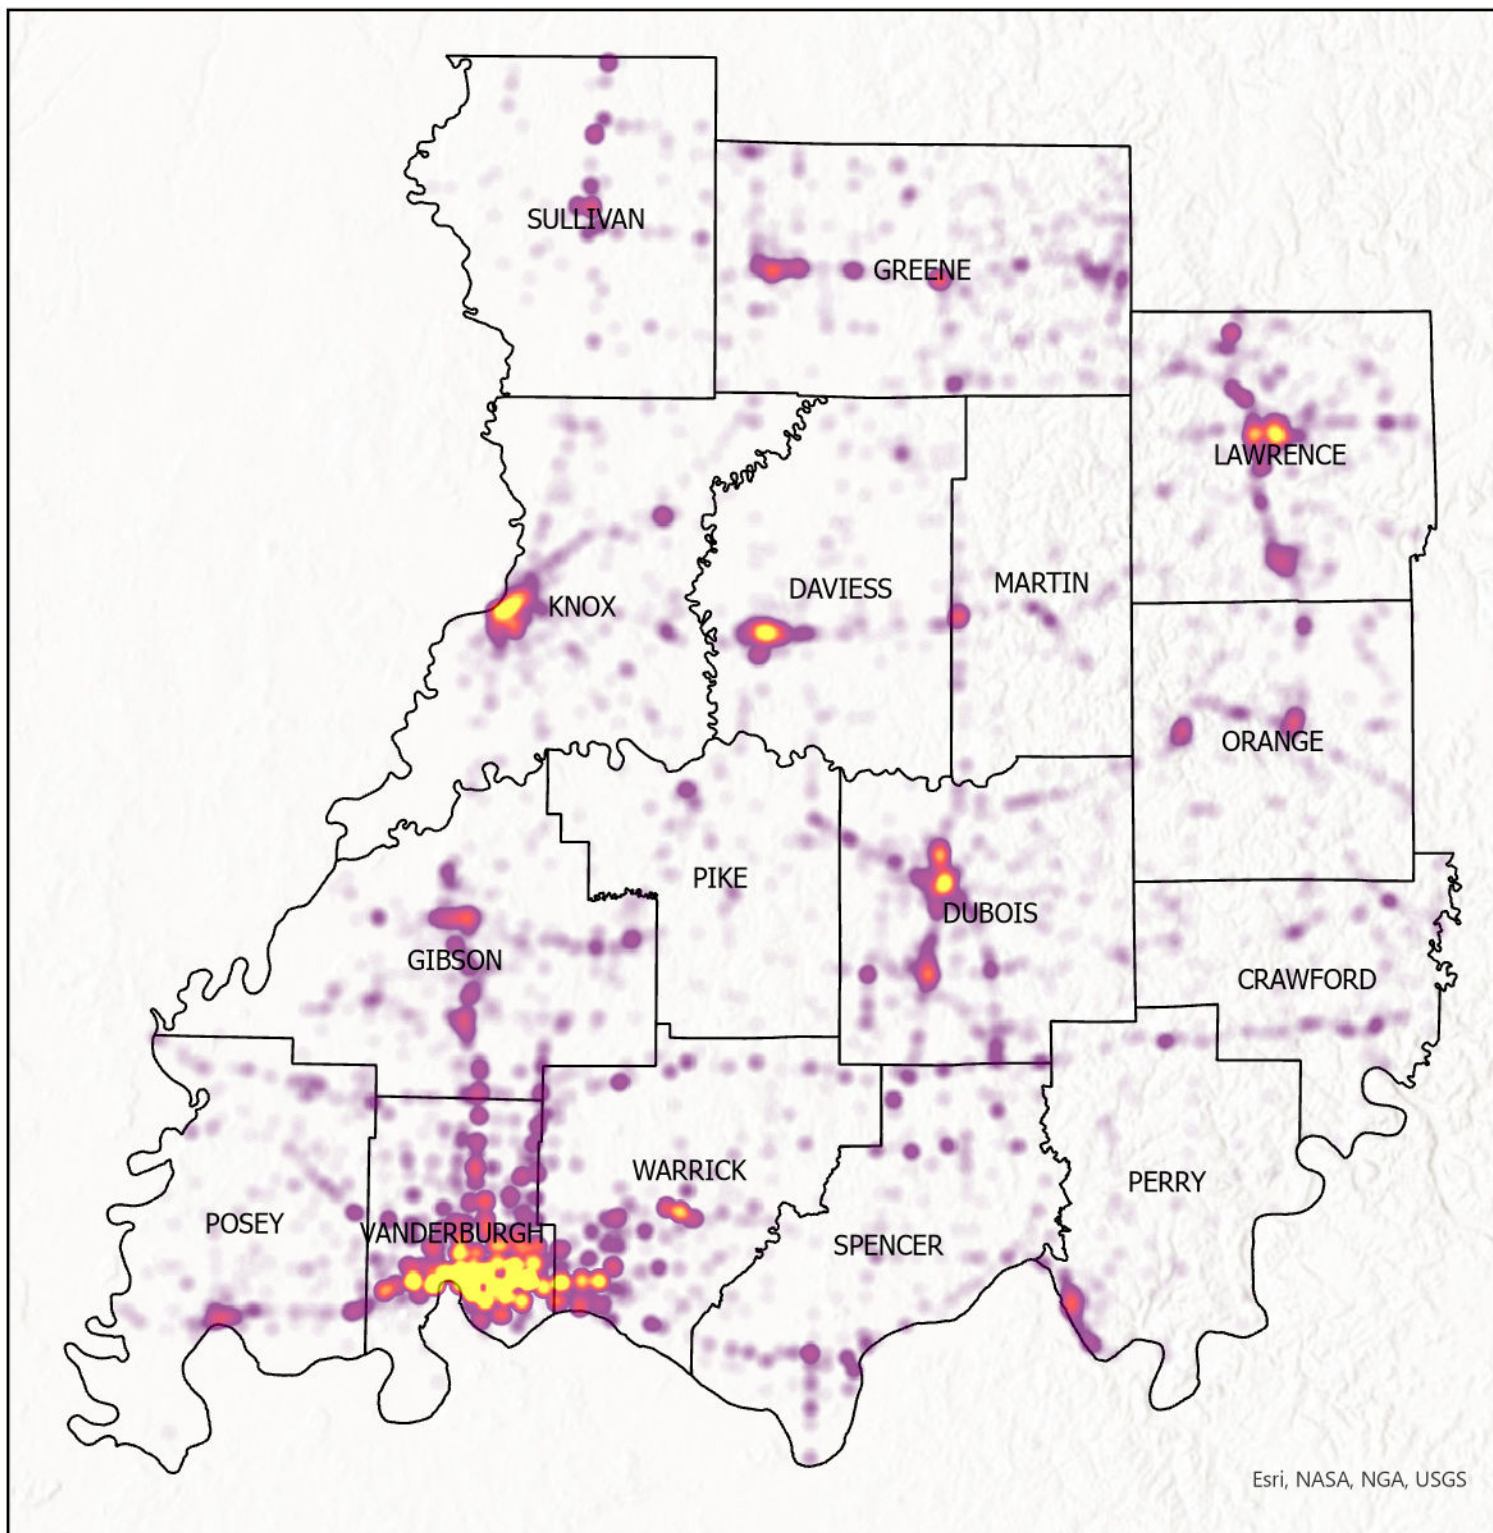 SULLIVAN
GREENE
LAWRENCE
KNOX
DAVIESS
MARTIN
ORANGE
PIKE
DUBOIS
GIBSON
CRAWFORD
WARRICK
PERRY
POSEY
VANDERBURGH
SPENCER
Esri, NASA, NGA, USGS